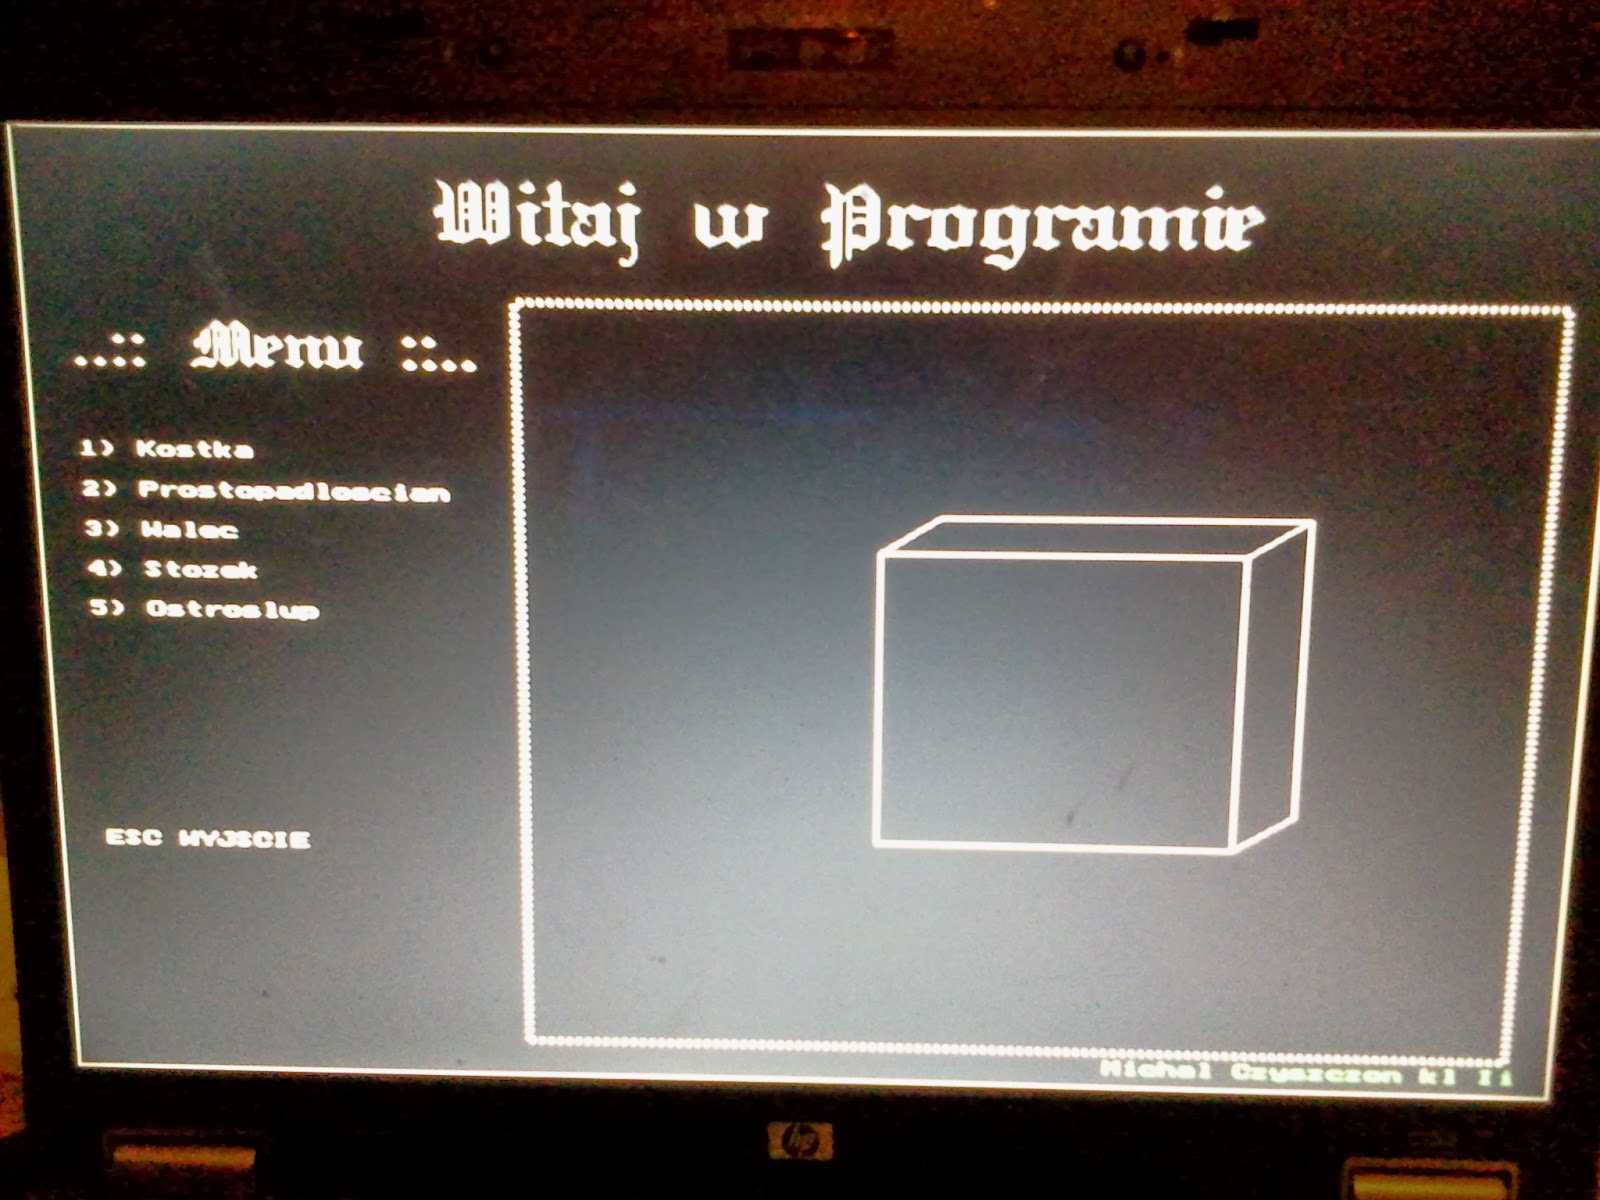 Witaj w Programie
..:: Menu ::..
1) Kostka
2) Prostopadloscian
3) Walec
4) Stozek
5) Ostroslup
ESC WYJSCIE
Michal Czyszczon kl Ii
hp